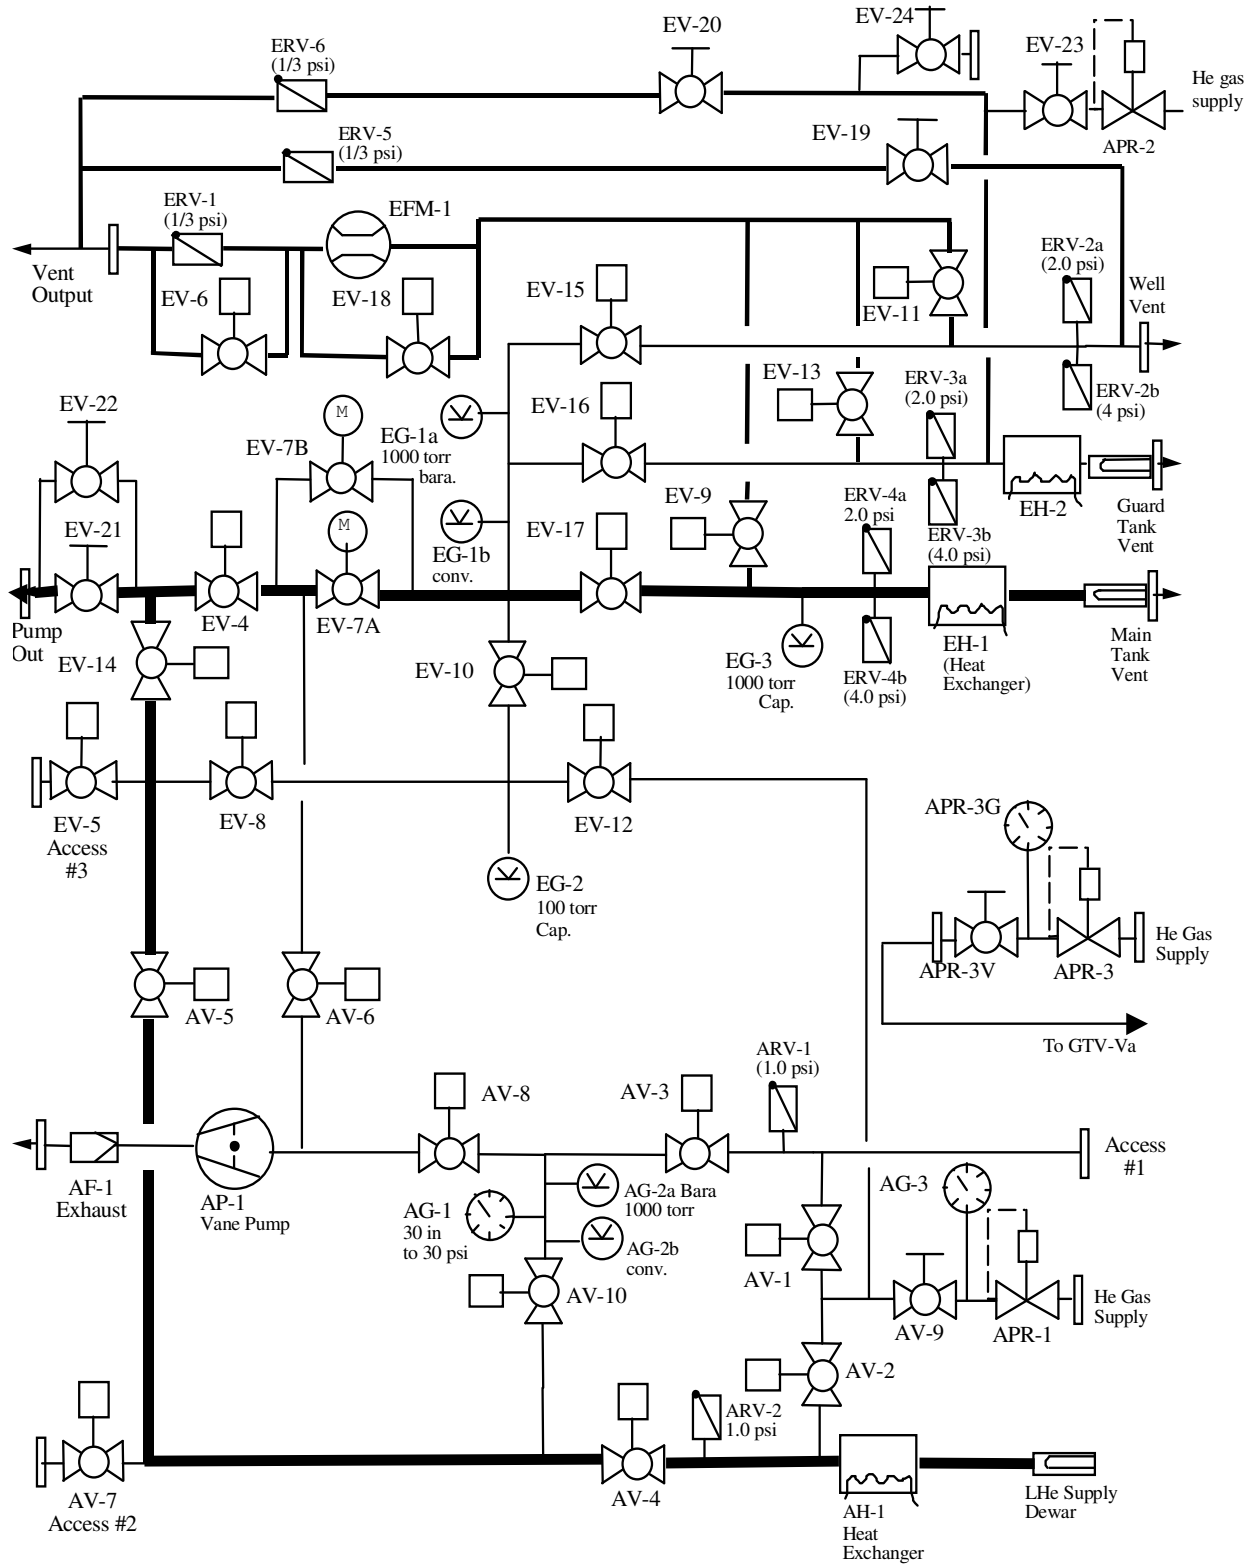 EV-24
EV-20
EV-23
ERV-6
(1/3 psi)
He gas
supply
ERV-5
(1/3 psi)
EV-19
APR-2
ERV-1
(1/3 psi)
EFM-1
ERV-2a
(2.0 psi)
Vent
Output
EV-6
EV-18
EV-15
EV-11
Well
Vent
EV-13
ERV-3a
(2.0 psi)
ERV-2b
(4 psi)
EV-22
M
EV-16
EG-1a
1000 torr
bara.
EV-7B
EV-9
ERV-4a
2.0 psi
EH-2
Guard
Tank
Vent
EV-21
M
EG-1b
conv.
EV-17
ERV-3b
(4.0 psi)
Pump
Out
EV-4
EV-7A
EV-14
EV-10
EG-3
1000 torr
Cap.
ERV-4b
(4.0 psi)
EH-1
(Heat
Exchanger)
Main
Tank
Vent
EV-5
Access
#3
EV-8
EV-12
APR-3G
EG-2
100 torr
Cap.
He Gas
Supply
APR-3V
APR-3
AV-5
AV-6
To GTV-Va
ARV-1
(1.0 psi)
AV-8
AV-3
Access
#1
AF-1
Exhaust
AP-1
Vane Pump
AG-1
30 in
to 30 psi
AG-2a Bara
1000 torr
AG-3
AG-2b
conv.
AV-1
AV-10
AV-9
APR-1
He Gas
Supply
AV-2
ARV-2
1.0 psi
AV-7
Access #2
AV-4
AH-1
Heat
Exchanger
LHe Supply
Dewar